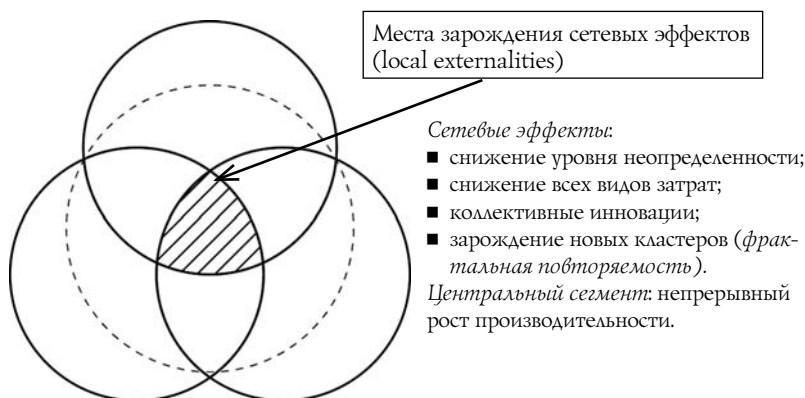 Места зарождения сетевых эффектов
(local externalities)
Сетевые эффекты:
■ снижение уровня неопределенности;
■ снижение всех видов затрат;
■ коллективные инновации;
■ зарождение новых кластеров (фрак-
тальная повторяемость).
Центральный сегмент: непрерывный
рост производительности.